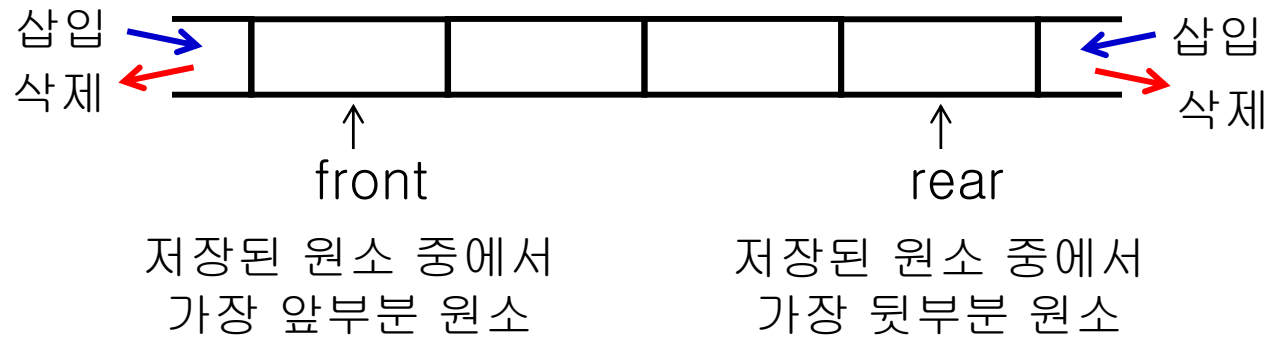 삽입
삭제
삽입
삭제
front
rear
저장된 원소 중에서
가장 앞부분 원소
저장된 원소 중에서
가장 뒷부분 원소